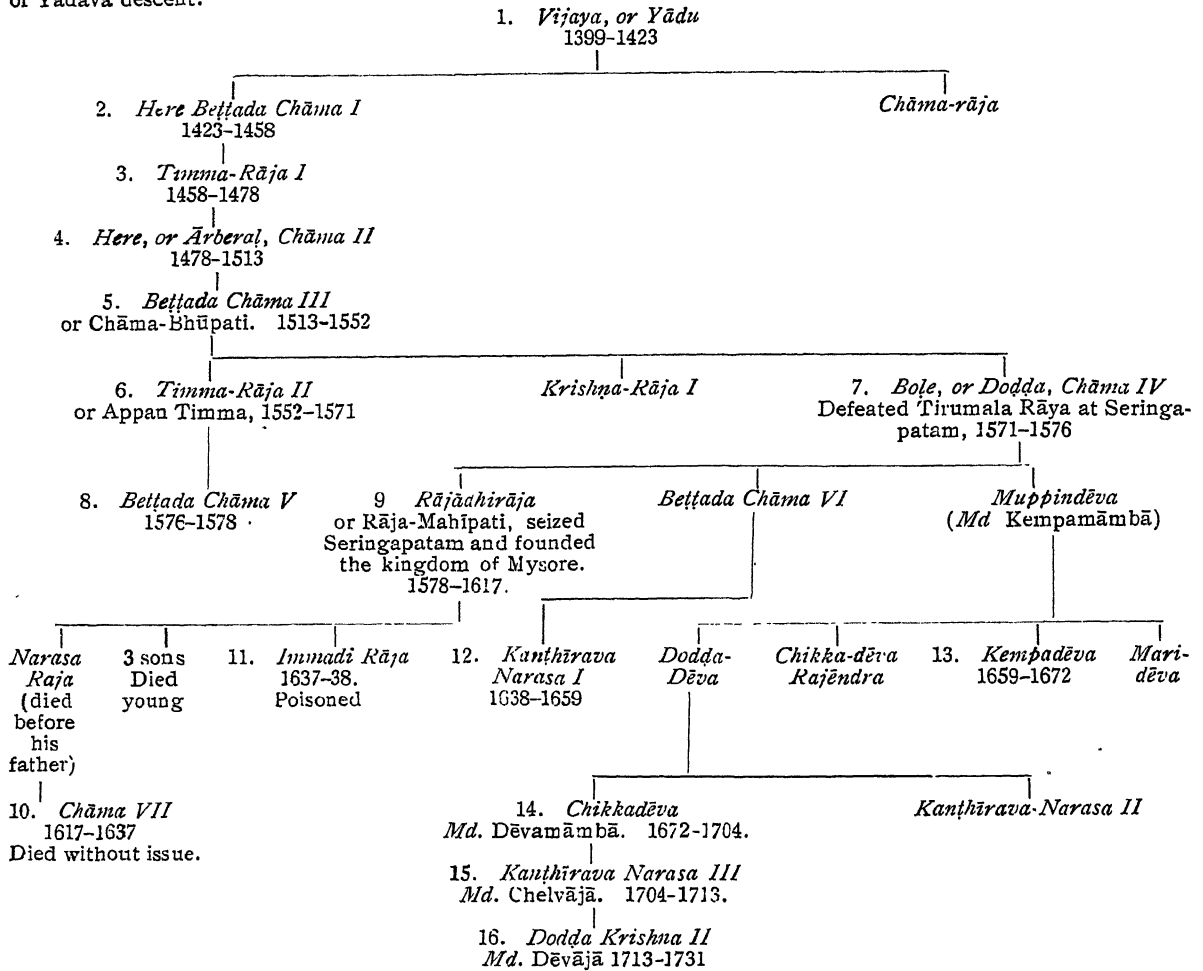 or Yādava descent.
1. Vijaya, or Yādu
1399-1423
2. Here Beṭṭada Chāma I
1423-1458
Chāma-rāja
3. Timma-Rāja I
1458-1478
4. Here, or Ārberaḷ, Chāma II
1478-1513
5. Beṭṭada Chāma III
or Chāma-Bhūpati. 1513-1552
6. Timma-Rāja II
or Appan Timma, 1552-1571
Krishṇa-Rāja I
7. Boḷe, or Doḍḍa, Chāma IV
Defeated Tirumala Rāya at Seringa-
patam, 1571-1576
8. Beṭṭada Chāma V
1576-1578
9 Rājādhirāja
or Rāja-Mahīpati, seized
Seringapatam and founded
the kingdom of Mysore.
1578-1617.
Beṭṭada Chāma VI
Muppindēva
(Md Kempamāmbā)
Narasa
Raja
(died
before
his
father)
3 sons
Died
young
11. Immadi Rāja
1637-38.
Poisoned
12. Kaṇṭhīrava
Narasa I
1638-1659
Doḍḍa-
Dēva
Chikka-dēva
Rajēndra
13. Kempadēva
1659-1672
Mari-
dēva
10. Chāma VII
1617-1637
Died without issue.
14. Chikkadēva
Md. Dēvamāmbā. 1672-1704.
Kaṇṭhīrava-Narasa II
15. Kaṇṭhīrava Narasa III
Md. Chelvājā. 1704-1713.
16. Doḍḍa Krishṇa II
Md. Dēvājā 1713-1731